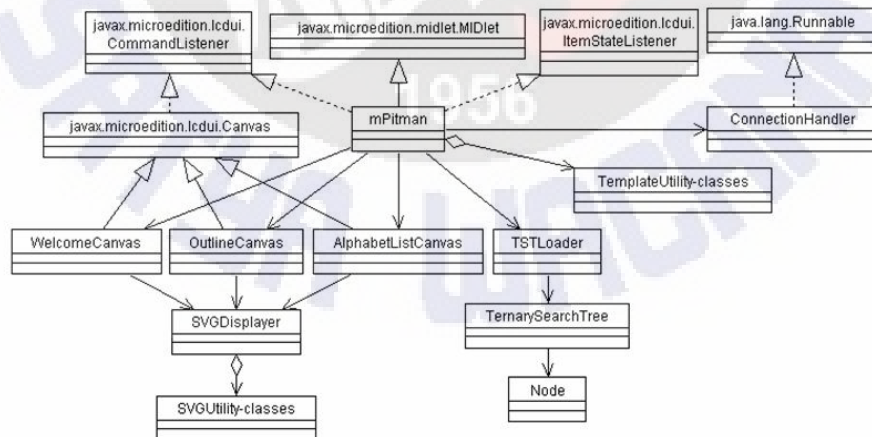 javax.microedition.lcdui.
CommandListener
javax.microedition.midlet.MIDlet
javax.microedition.lcdui.
ItemStateListener
java.lang.Runnable
javax.microedition.lcdui.Canvas
mPitman
ConnectionHandler
TemplateUtility-classes
WelcomeCanvas
OutlineCanvas
AlphabetListCanvas
TSTLoader
SVGDisplayer
TernarySearchTree
Node
SVGUtility-classes
1956